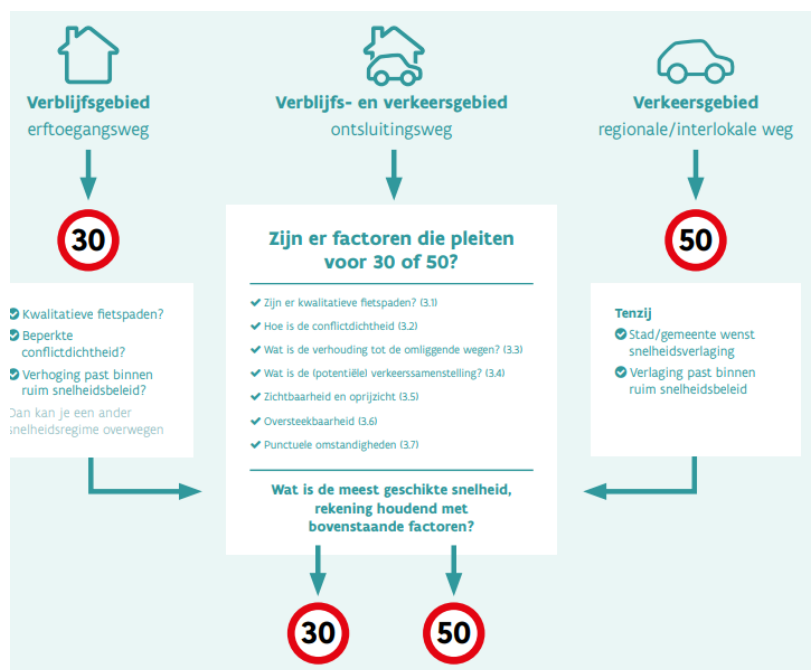 Verblijfsgebied
erftoegangsweg
30
Kwalitatieve fietspaden?
Beperkte
conflictdichtheid?
Verhoging past binnen
ruim snelheidsbeleid?
Dan kan je een ander
snelheidsregime overwegen
Verblijfs- en verkeersgebied
ontsluitingsweg
Zijn er factoren die pleiten
voor 30 of 50?
Zijn er kwalitatieve fietspaden? (3.1)
Hoe is de conflictdichtheid (3.2)
Wat is de verhouding tot de omliggende wegen? (3.3)
Wat is de (potentiële) verkeerssamenstelling? (3.4)
Zichtbaarheid en oprijzicht (3.5)
Oversteekbaarheid (3.6)
Punctuele omstandigheden (3.7)
Wat is de meest geschikte snelheid,
rekening houdend met
bovenstaande factoren?
Verkeersgebied
regionale/interlokale weg
50
Tenzij
Stad/gemeente wenst
snelheidsverlaging
Verlaging past binnen
ruim snelheidsbeleid
30
50